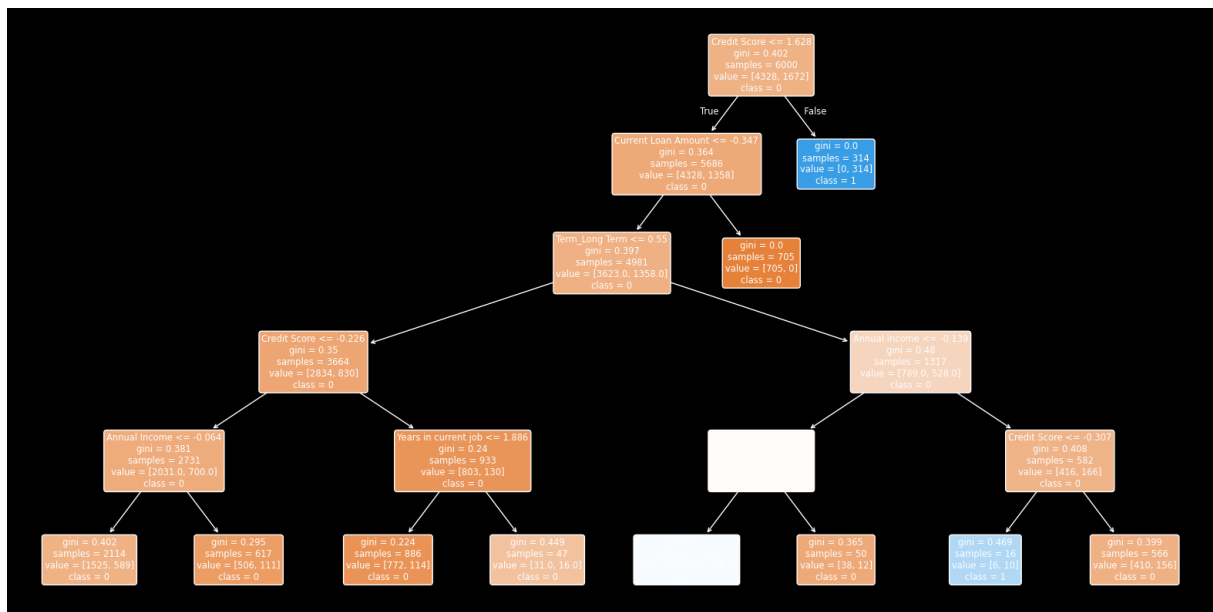 Credit Score <= 1.628
gini = 0.402
samples = 6000
value = [4328, 1672]
class = 0
True
False
Current Loan Amount <= -0.347
gini = 0.364
samples = 5686
value = [4328, 1358]
class = 0
gini = 0.0
samples = 314
value = [0, 314]
class = 1
Term_Long Term <= 0.55
gini = 0.397
samples = 4981
value = [3623.0, 1358.0]
class = 0
gini = 0.0
samples = 705
value = [705, 0]
class = 0
Credit Score <= -0.226
gini = 0.35
samples = 3664
value = [2834, 830]
class = 0
Annual Income <= -0.139
gini = 0.48
samples = 1317
value = [789.0, 528.0]
class = 0
Annual Income <= -0.064
gini = 0.381
samples = 2731
value = [2031.0, 700.0]
class = 0
Years in current job <= 1.886
gini = 0.24
samples = 933
value = [803, 130]
class = 0
Credit Score <= -0.307
gini = 0.408
samples = 582
value = [416, 166]
class = 0
gini = 0.402
samples = 2114
value = [1525, 589]
class = 0
gini = 0.295
samples = 617
value = [506, 111]
class = 0
gini = 0.224
samples = 886
value = [772, 114]
class = 0
gini = 0.449
samples = 47
value = [31.0, 16.0]
class = 0
gini = 0.365
samples = 50
value = [38, 12]
class = 0
gini = 0.469
samples = 16
value = [6, 10]
class = 1
gini = 0.399
samples = 566
value = [410, 156]
class = 0